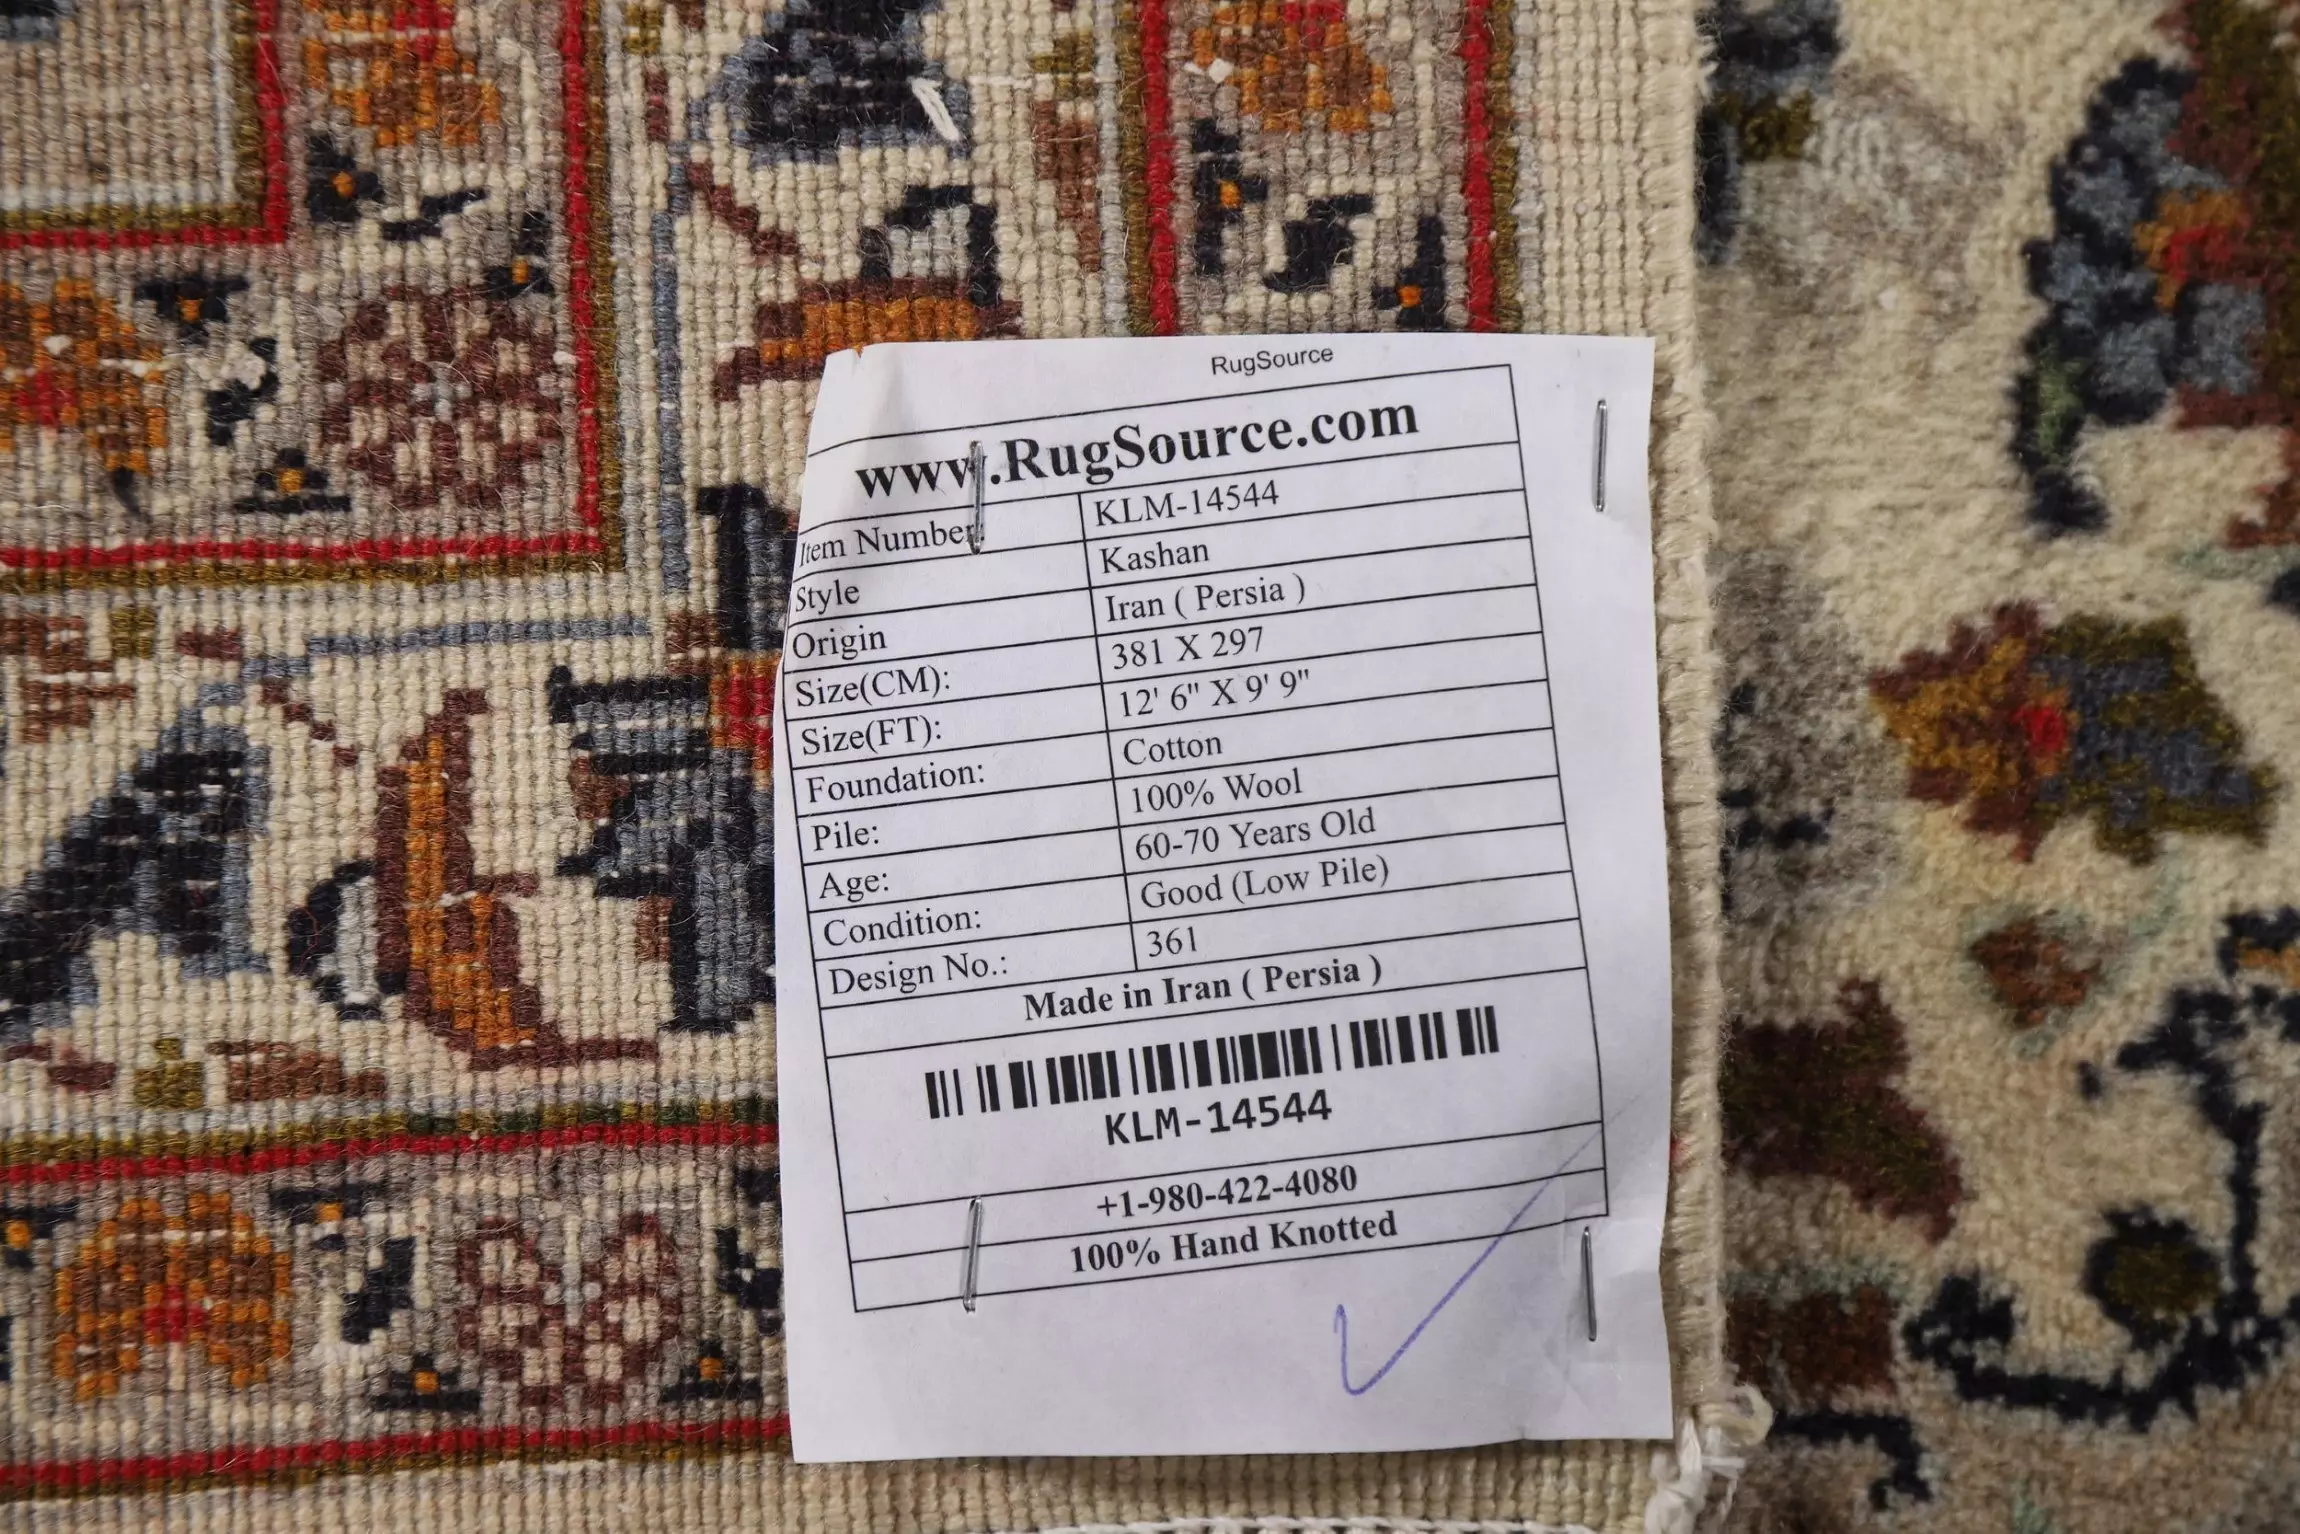 RugSource
www.RugSource.com
Item Number KLM-14544
Style Kashan
Origin Iran ( Persia )
Size(CM): 381 X 297
Size(FT): 12' 6" X 9' 9"
Foundation: Cotton
Pile: 100% Wool
Age: 60-70 Years Old
Condition: Good (Low Pile)
Design No.: 361
Made in Iran ( Persia )
KLM-14544
+1-980-422-4080
100% Hand Knotted